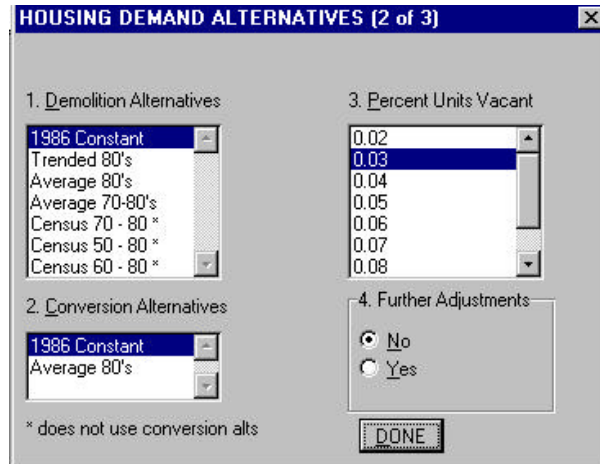 HOUSING DEMAND ALTERNATIVES (2 of 3)
1. Demolition Alternatives
1986 Constant
Trended 80's
Average 80's
Average 70-80's
Census 70 - 80 *
Census 50 - 80 *
Census 60 - 80 *
2. Conversion Alternatives
1986 Constant
Average 80's
* does not use conversion alts
3. Percent Units Vacant
0.02
0.03
0.04
0.05
0.06
0.07
0.08
4. Further Adjustments
No
Yes
DONE